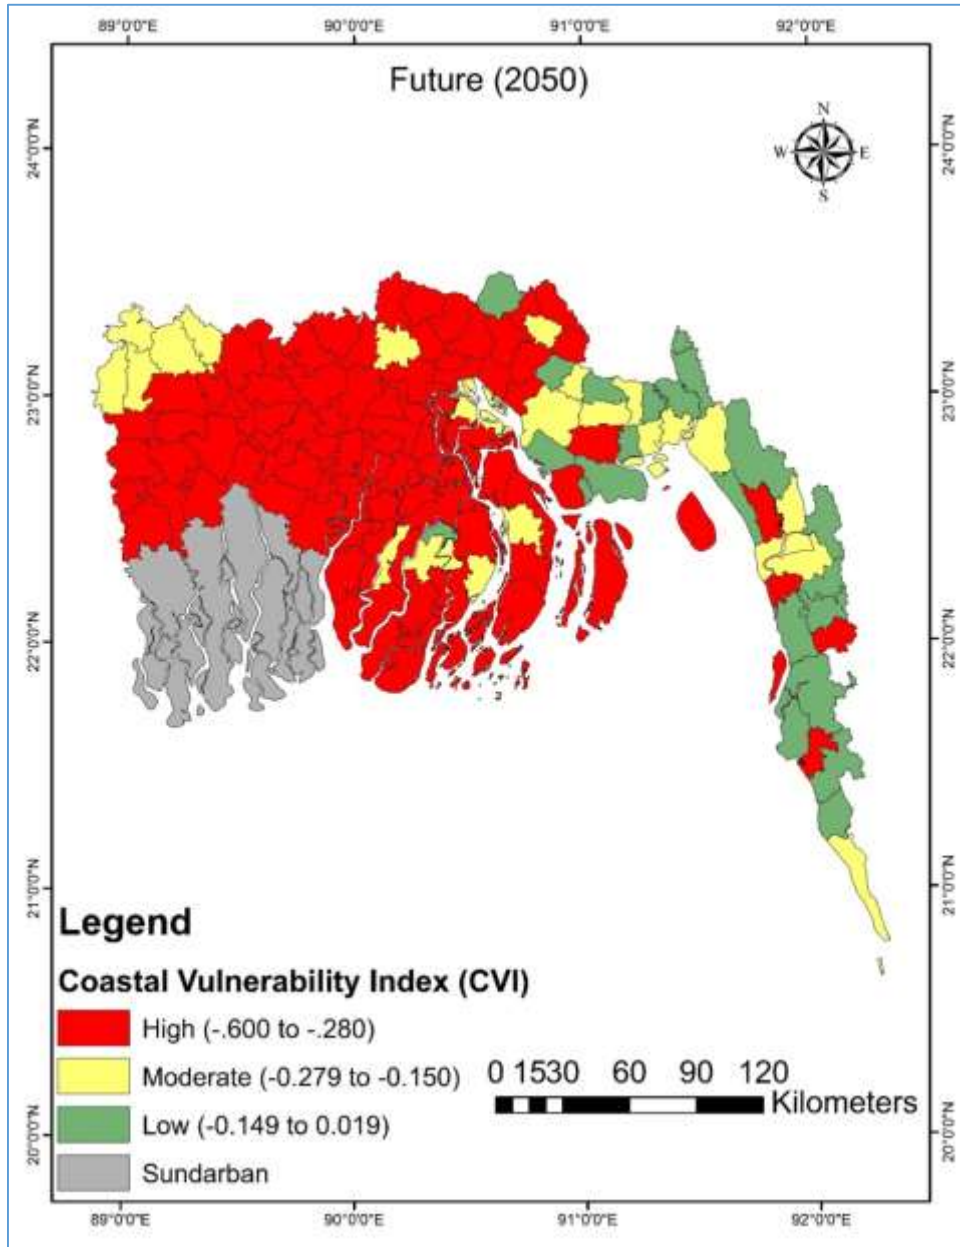 89°0'0"E 90°0'0"E 91°0'0"E 92°0'0"E
Future (2050)
N
W E
S
24°0'0"N 24°0'0"N
23°0'0"N 23°0'0"N
22°0'0"N 22°0'0"N
21°0'0"N 21°0'0"N
20°0'0"N 20°0'0"N
Legend
Coastal Vulnerability Index (CVI)
High (-.600 to -.280)
Moderate (-0.279 to -0.150)
Low (-0.149 to 0.019)
Sundarban
0 1530 60 90 120
Kilometers
89°0'0"E 90°0'0"E 91°0'0"E 92°0'0"E